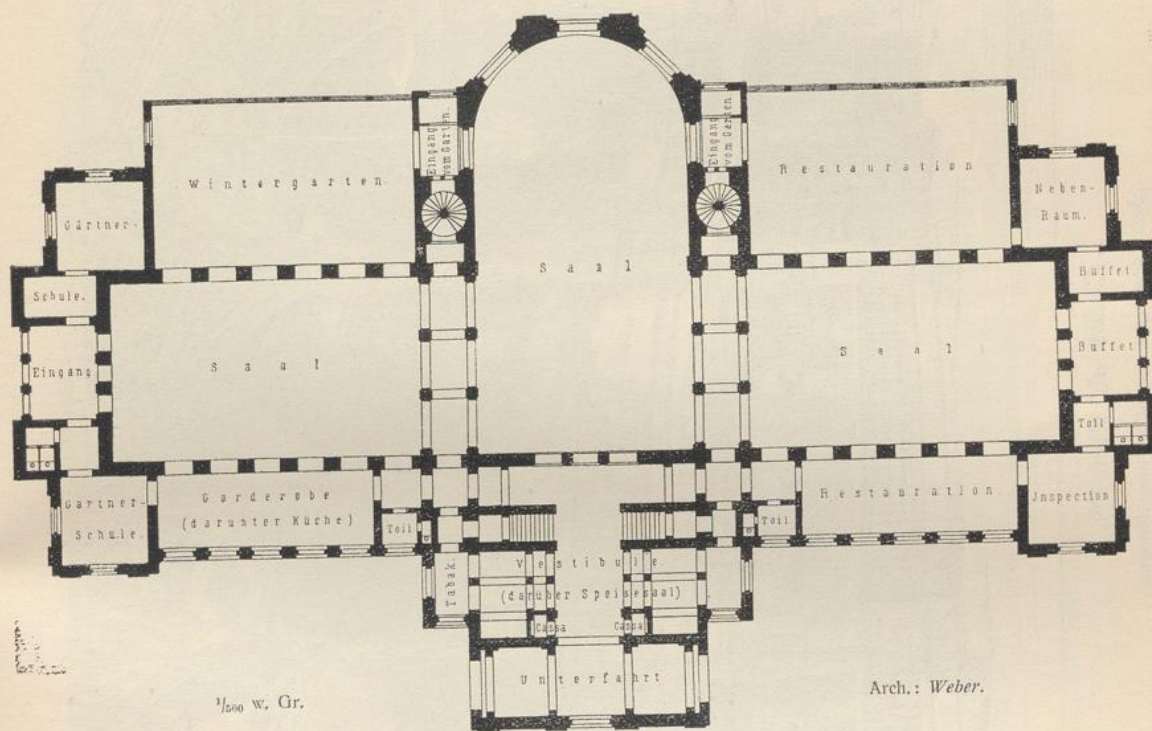 Eingang
vom Garten.
Eingang
vom Garten.
Wintergarten.
Restauration
Gärtner-
Neben-
Raum.
Saal
Schule.
Buffet.
Eingang
Saal
Saal
Buffet
Toil
Gärtner-
Schule.
Garderobe
(darunter Küche)
Toil
Toil
Restauration.
Inspection
Tabak.
Vestibule
(darüber Speisesaal)
Cassa
Cassa
Unterfahrt
1/500 w. Gr.
Arch.: Weber.